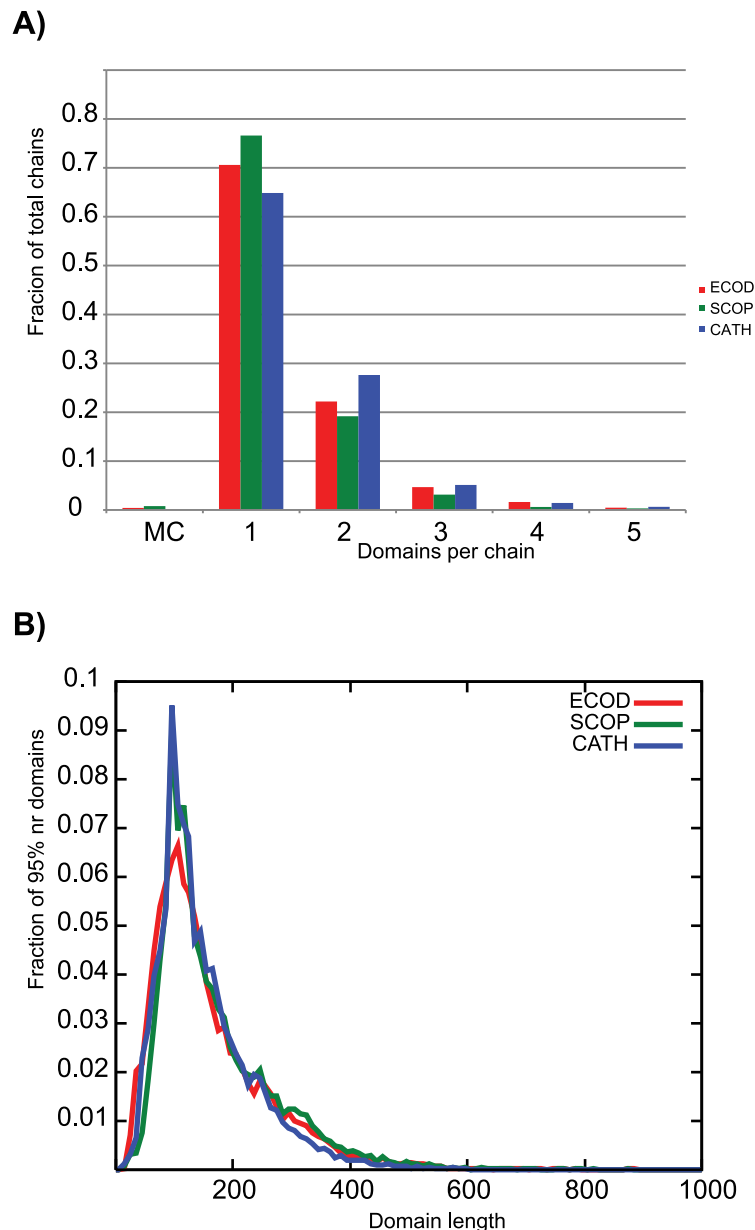 A)
Fracion of total chains
0.8
0.7
0.6
0.5
0.4
0.3
0.2
0.1
0
MC 1 2 3 4 5
Domains per chain
ECOD
SCOP
CATH
B)
Fraction of 95% nr domains
0.1
0.09
0.08
0.07
0.06
0.05
0.04
0.03
0.02
0.01
ECOD
SCOP
CATH
200 400 600 800 1000
Domain length